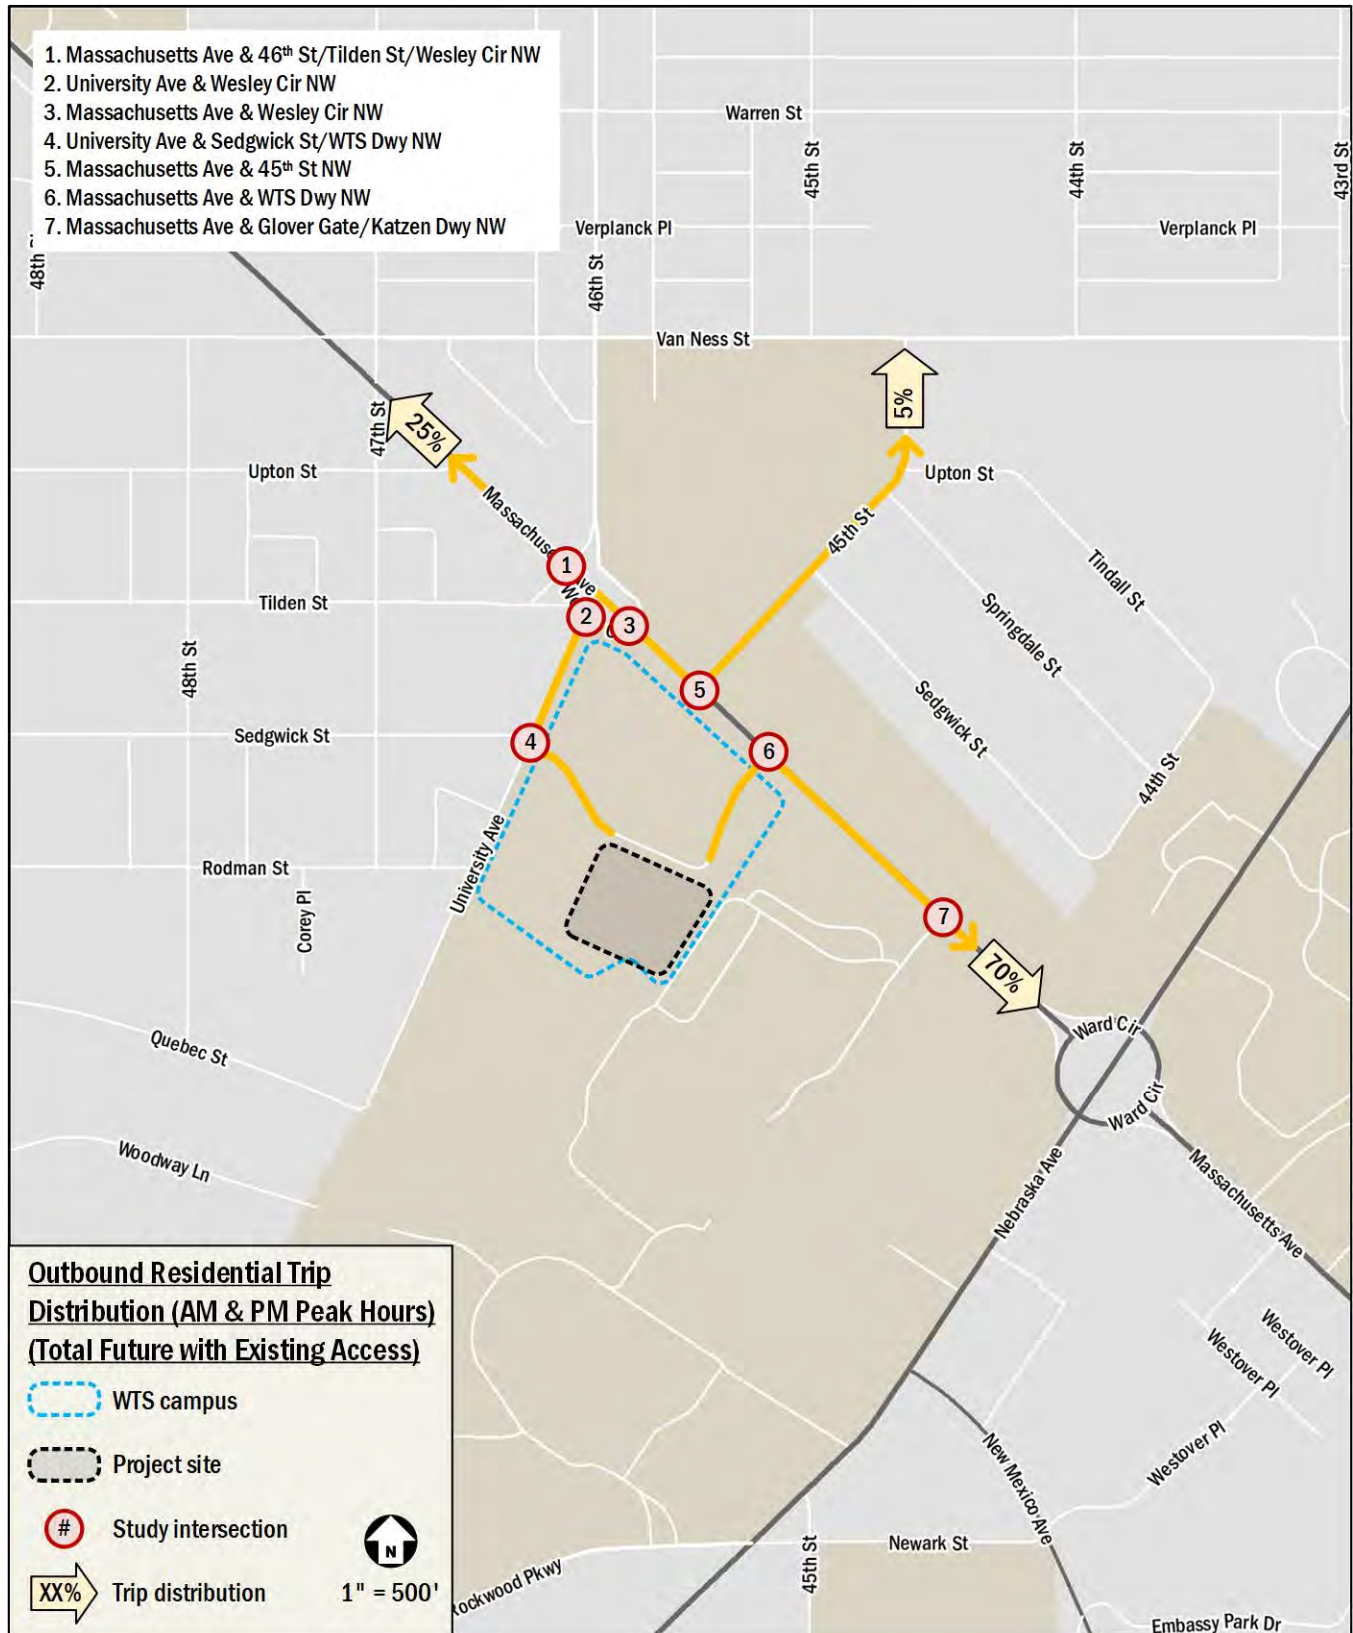 1. Massachusetts Ave & 46th St/Tilden St/Wesley Cir NW
2. University Ave & Wesley Cir NW
3. Massachusetts Ave & Wesley Cir NW
4. University Ave & Sedgwick St/WTS Dwy NW
5. Massachusetts Ave & 45th St NW
6. Massachusetts Ave & WTS Dwy NW
7. Massachusetts Ave & Glover Gate/Katzen Dwy NW
Warren St
45th St
44th St
43rd St
Verplanck Pl
Verplanck Pl
48th
46th St
Van Ness St
5%
47th St
25%
Upton St
Upton St
Massachuse
Ave
45th St
Tindall St
1
Tilden St
2
3
Springdale St
48th St
5
Sedgwick St
Sedgwick St
4
6
44th St
University Ave
Rodman St
Corey Pl
7
70%
Ward Cir
Ward Cir
Quebec St
Woodway Ln
Nebraska Ave
Massachusetts Ave
Outbound Residential Trip
Distribution (AM & PM Peak Hours)
(Total Future with Existing Access)
WTS campus
Project site
# Study intersection
N
XX% Trip distribution
1" = 500'
Westover Pl
Westover Pl
Westover Pl
New Mexico Ave
Newark St
45th St
Rockwood Pkwy
Embassy Park Dr